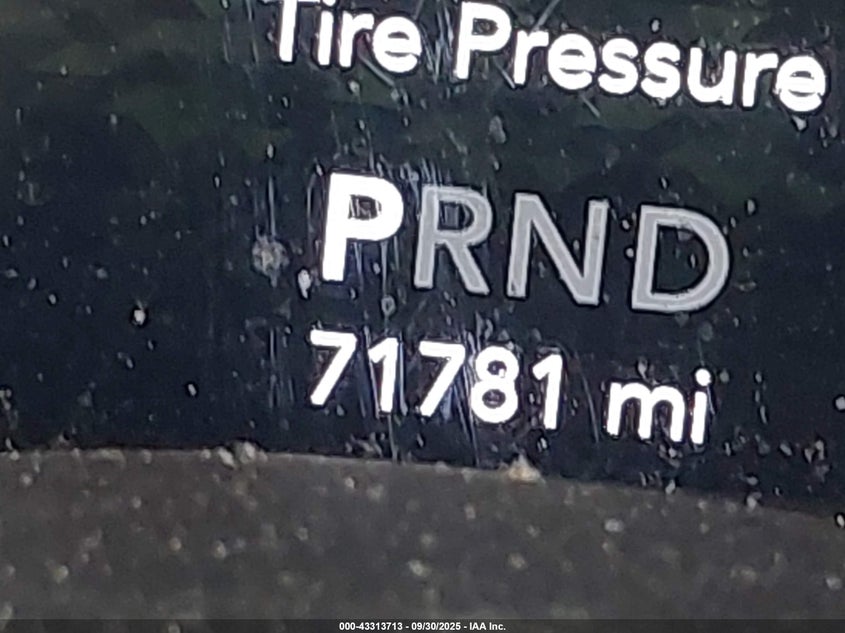 Tire Pressure
PRND
71781 mi
000-43313713 - 09/30/2025 - IAA Inc.